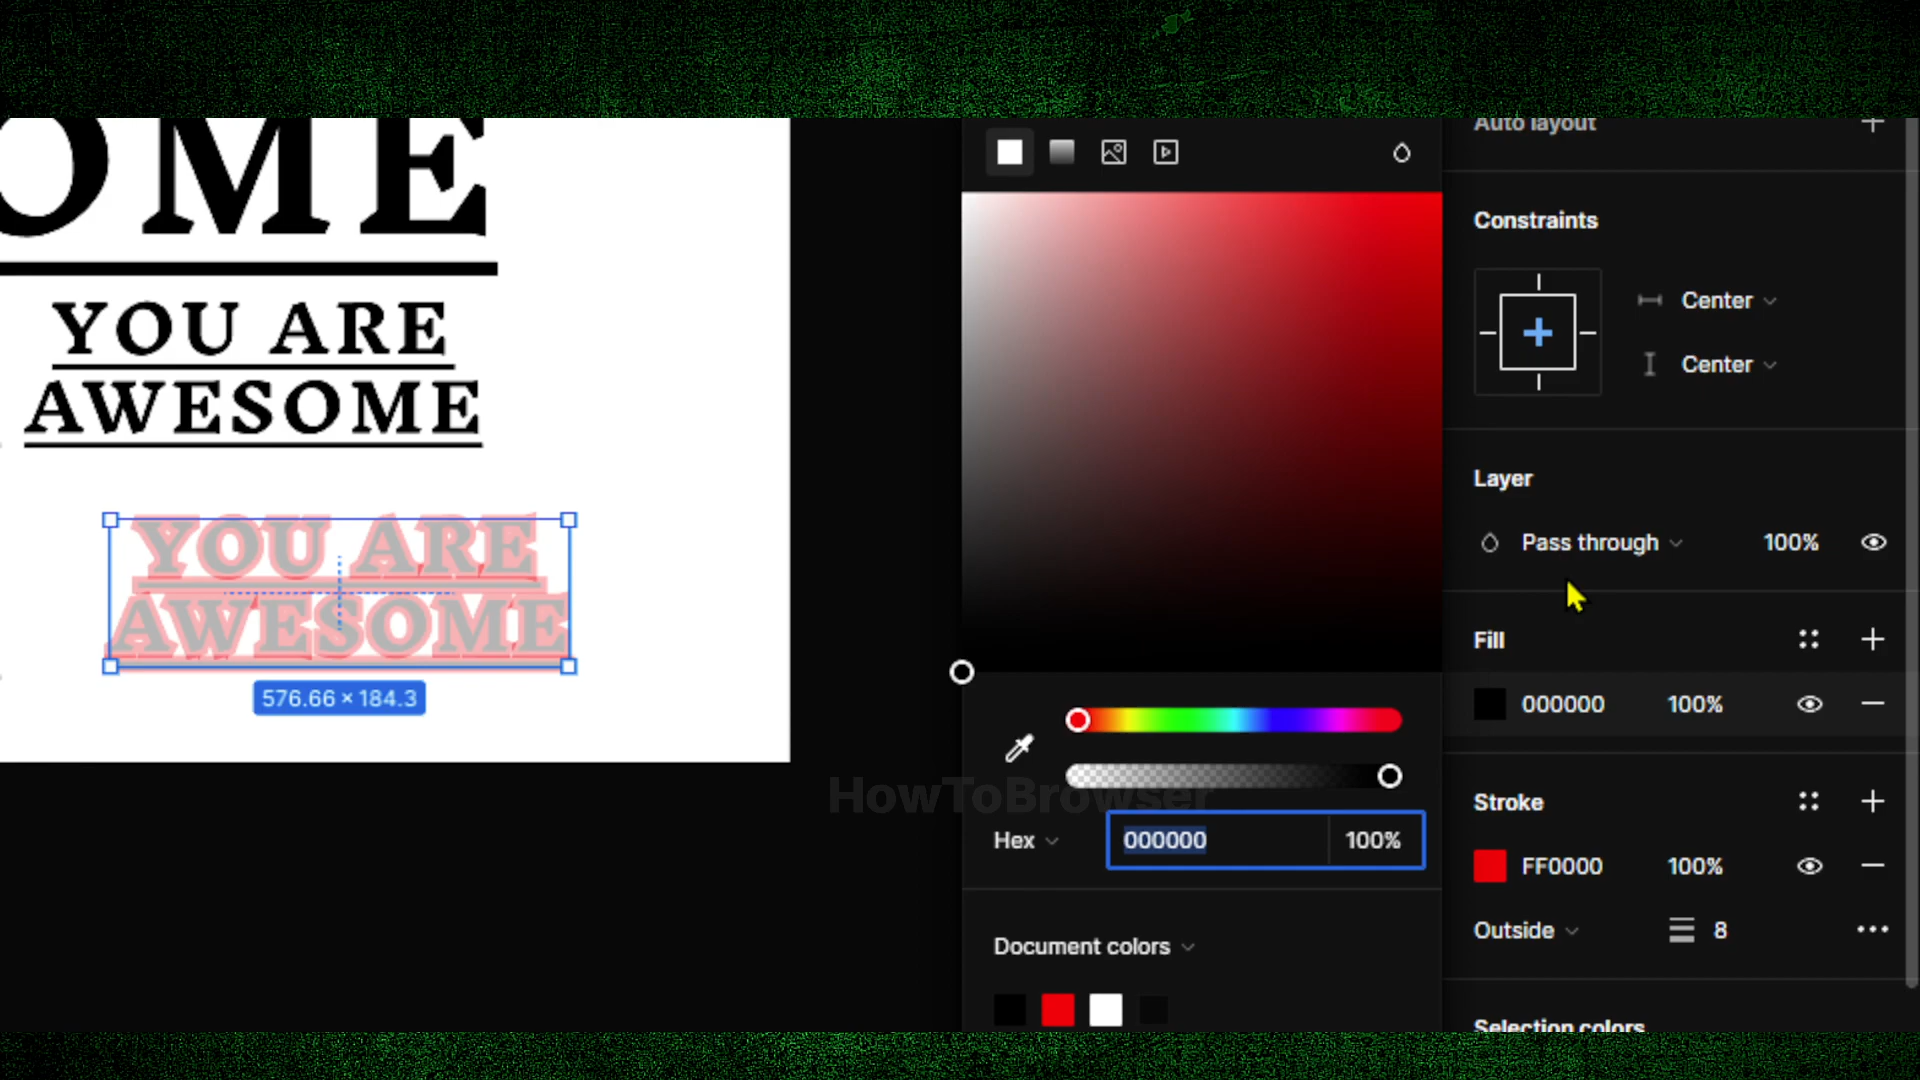 OME
YOU ARE
AWESOME
YOU ARE
AWESOME
576.66 × 184.3
HowToBrowser
Hex
000000
100%
Document colors
Auto layout
Constraints
Center
Center
Layer
Pass through
100%
Fill
000000
100%
Stroke
FF0000
100%
Outside
8
Selection colors